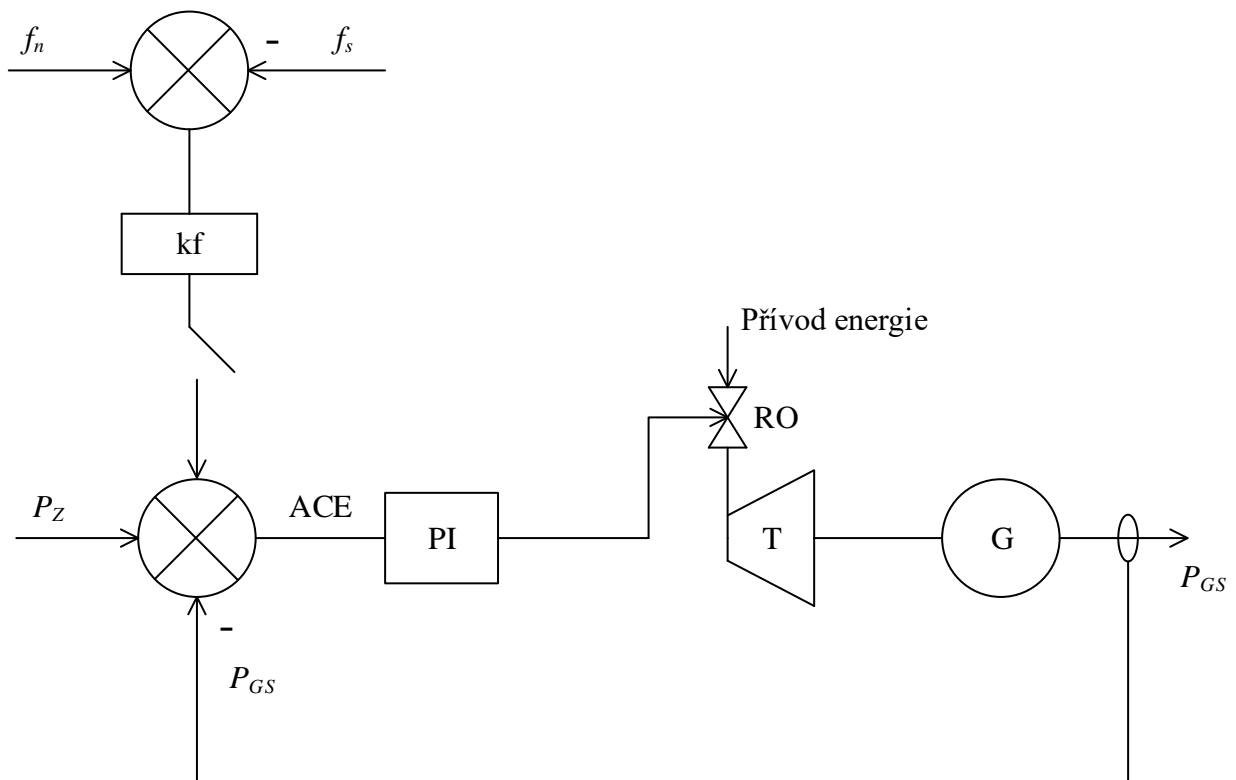 fn
-
fs
kf
Přívod energie
RO
PZ
ACE
PI
T
G
PGS
-
PGS